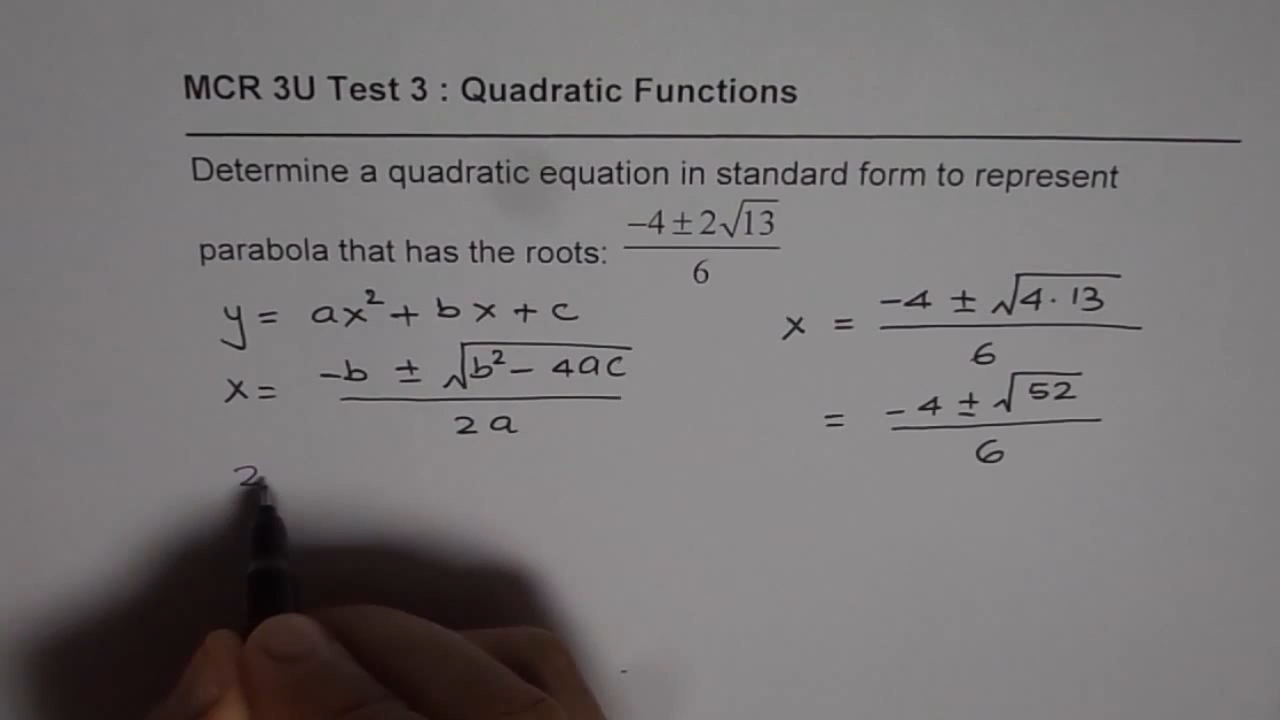 MCR 3U Test 3 : Quadratic Functions
Determine a quadratic equation in standard form to represent
parabola that has the roots: (−4 ± 2√13)/6
y = ax² + bx + c
x = (-b ± √(b² - 4ac))/2a
2
x = (-4 ± √(4·13))/6
= (-4 ± √52)/6